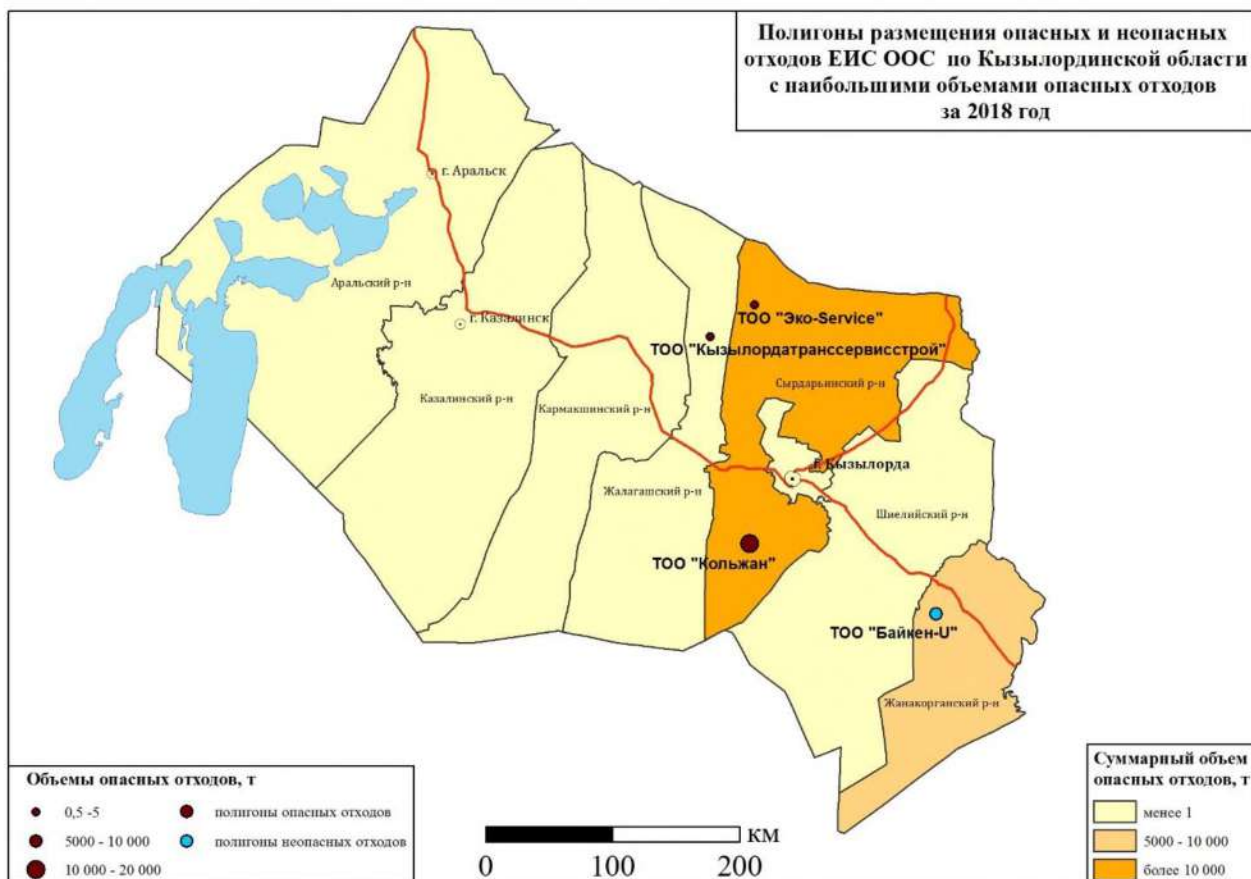 Полигоны размещения опасных и неопасных
отходов ЕИС ООС по Кызылординской области
с наибольшими объемами опасных отходов
за 2018 год
г. Аральск
Аральский р-н
г. Казалинск
ТОО "Эко-Service"
ТОО "Кызылордатранссервисстрой"
Сырдарьинский р-н
Казалинский р-н
Кармакшинский р-н
г. Кызылорда
Жалагашский р-н
Шиелийский р-н
ТОО "Кольжан"
ТОО "Байкен-U"
Жанакорганский р-н
Объемы опасных отходов, т
0,5 -5
полигоны опасных отходов
5000 - 10 000
полигоны неопасных отходов
10 000 - 20 000
км
0 100 200
Суммарный объем
опасных отходов, т
менее 1
5000 - 10 000
более 10 000